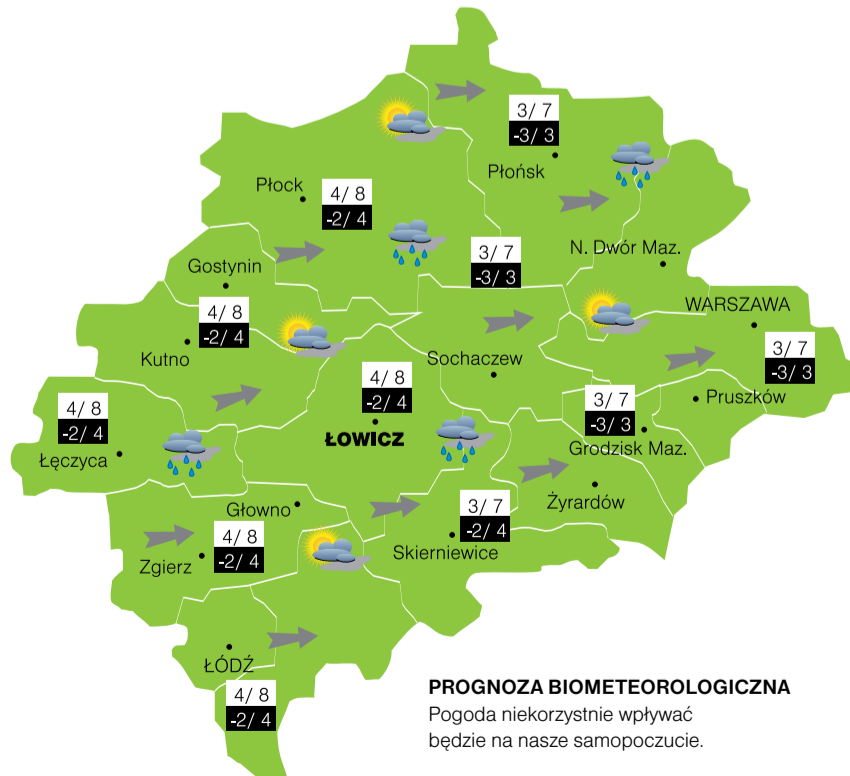 3/ 7
-3/ 3
Płońsk
Płock
4/ 8
-2/ 4
N. Dwór Maz.
3/ 7
-3/ 3
Gostynin
4/ 8
-2/ 4
Kutno
WARSZAWA
3/ 7
-3/ 3
Sochaczew
4/ 8
-2/ 4
ŁOWICZ
3/ 7
-3/ 3
Pruszków
Grodzisk Maz.
4/ 8
-2/ 4
Łęczyca
Żyrardów
Głowno
3/ 7
-2/ 4
Skierniewice
4/ 8
-2/ 4
Zgierz
ŁÓDŹ
4/ 8
-2/ 4
PROGNOZA BIOMETEOROLOGICZNA
Pogoda niekorzystnie wpływać
będzie na nasze samopoczucie.